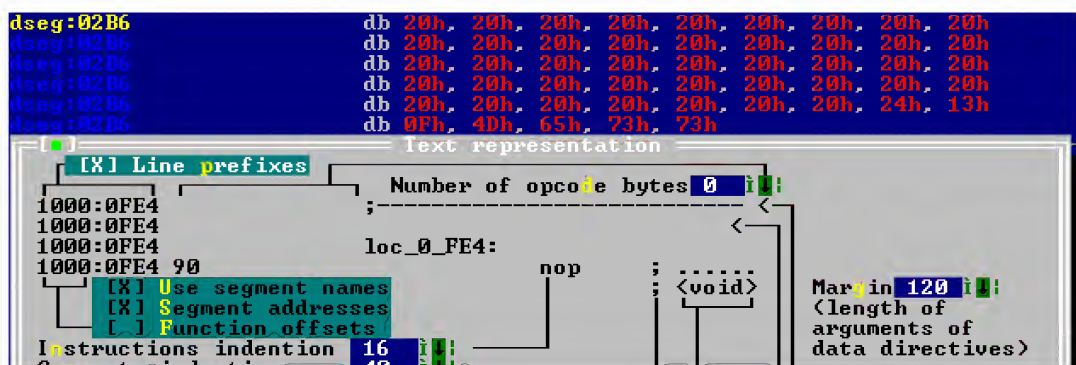 dseg:02B6 db 20h, 20h, 20h, 20h, 20h, 20h, 20h, 20h, 20h
dseg:02B6 db 20h, 20h, 20h, 20h, 20h, 20h, 20h, 20h, 20h
dseg:02B6 db 20h, 20h, 20h, 20h, 20h, 20h, 20h, 20h, 20h
dseg:02B6 db 20h, 20h, 20h, 20h, 20h, 20h, 20h, 20h, 20h
dseg:02B6 db 20h, 20h, 20h, 20h, 20h, 20h, 20h, 24h, 13h
dseg:02B6 db 0Fh, 4Dh, 65h, 73h, 73h
[■] Text representation
[X] Line prefixes
Number of opcode bytes 0
1000:0FE4 ;------------------------------------ <
1000:0FE4 <
1000:0FE4 loc_0_FE4:
1000:0FE4 90 nop ; ......
[X] Use segment names ; <void> Margin 120
[X] Segment addresses (length of
[ ] Function offsets arguments of
Instructions indention 16 data directives)